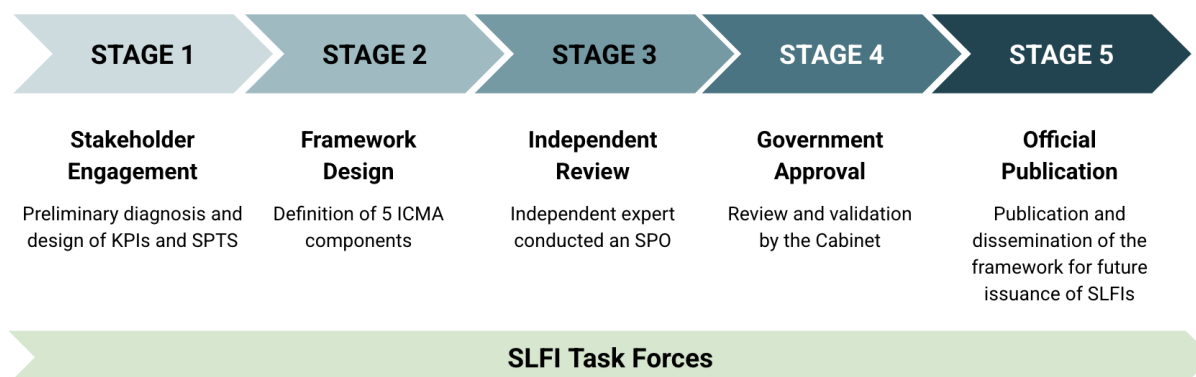 STAGE 1
STAGE 2
STAGE 3
STAGE 4
STAGE 5
Stakeholder
Engagement
Preliminary diagnosis and
design of KPIs and SPTS
Framework
Design
Definition of 5 ICMA
components
Independent
Review
Independent expert
conducted an SPO
Government
Approval
Review and validation
by the Cabinet
Official
Publication
Publication and
dissemination of the
framework for future
issuance of SLFIs
SLFI Task Forces